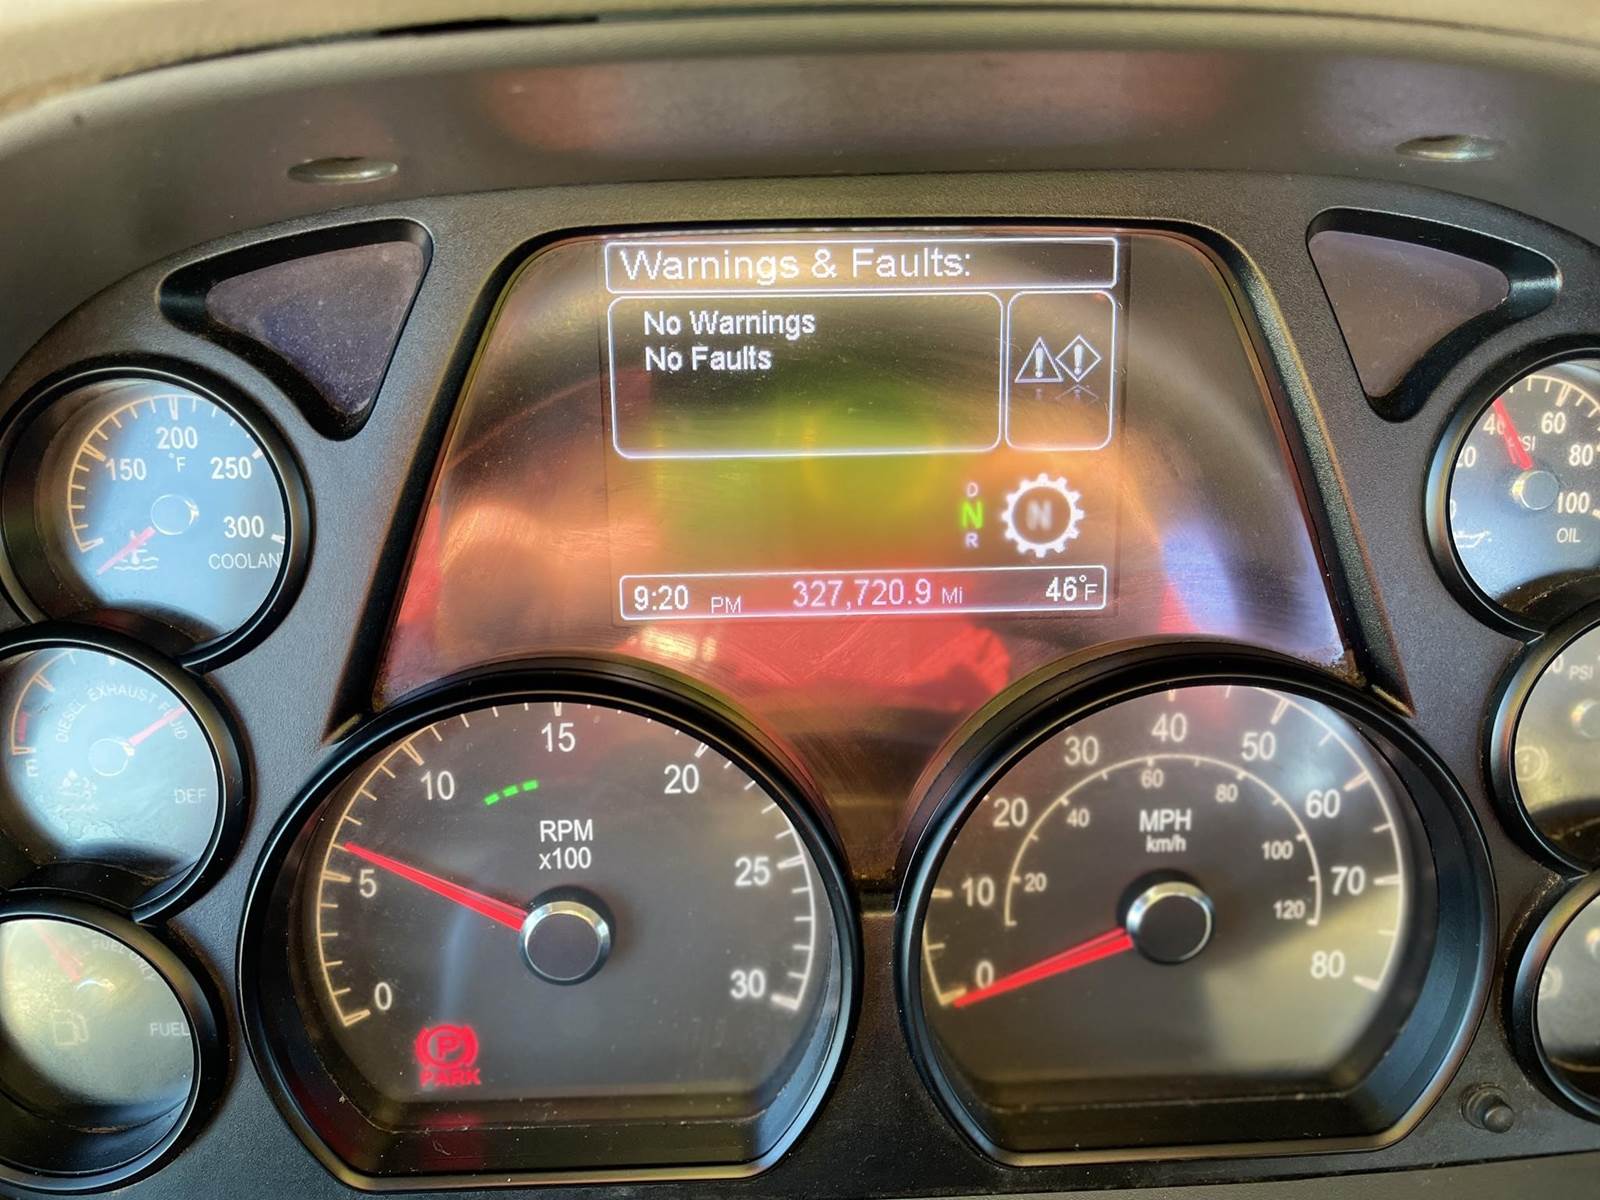 Warnings & Faults:
No Warnings
No Faults
D
N
R
N
9:20 PM 327,720.9 Mi 46°F
150 200 250 300
°F
COOLANT
DIESEL EXHAUST FLUID
E
DEF
FUEL
0 5 10 15 20 25 30
RPM
x100
P
PARK
0 10 20 30 40 50 60 70 80
20 40 60 80 100 120
MPH
km/h
40 60 80 100
PSI
OIL
PSI